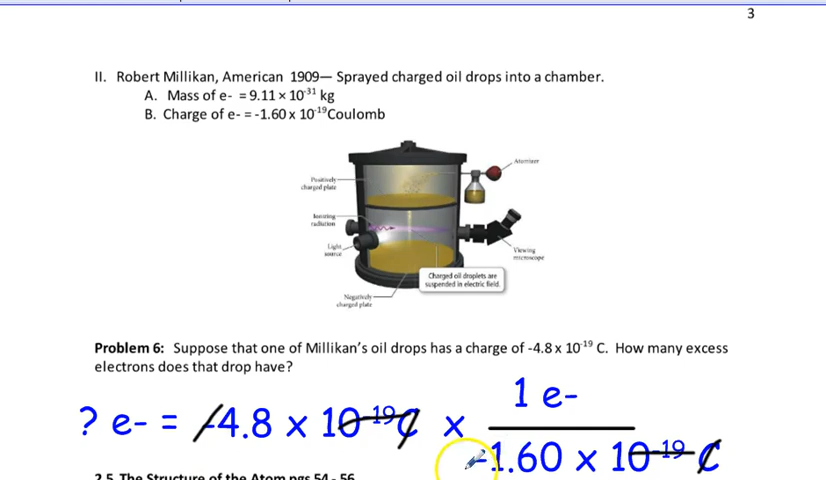 3
II. Robert Millikan, American 1909— Sprayed charged oil drops into a chamber.
A. Mass of e- = 9.11 x 10⁻³¹ kg
B. Charge of e- = -1.60 x 10⁻¹⁹ Coulomb
Atomizer
Positively
charged plate
Ionizing
radiation
Light
source
Viewing
microscope
Charged oil droplets are
suspended in electric field.
Negatively
charged plate
Problem 6: Suppose that one of Millikan's oil drops has a charge of -4.8 x 10⁻¹⁹ C. How many excess
electrons does that drop have?
1 e-
? e- = -4.8 x 10⁻¹⁹ C x
-1.60 x 10⁻¹⁹ C
2.5 The Structure of the Atom pgs 54 - 56